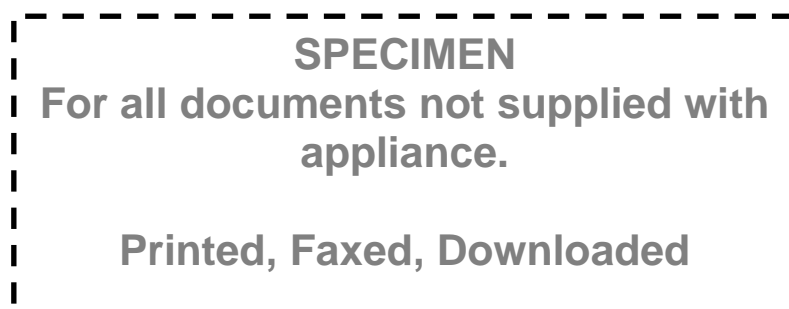 SPECIMEN
For all documents not supplied with
appliance.
Printed, Faxed, Downloaded